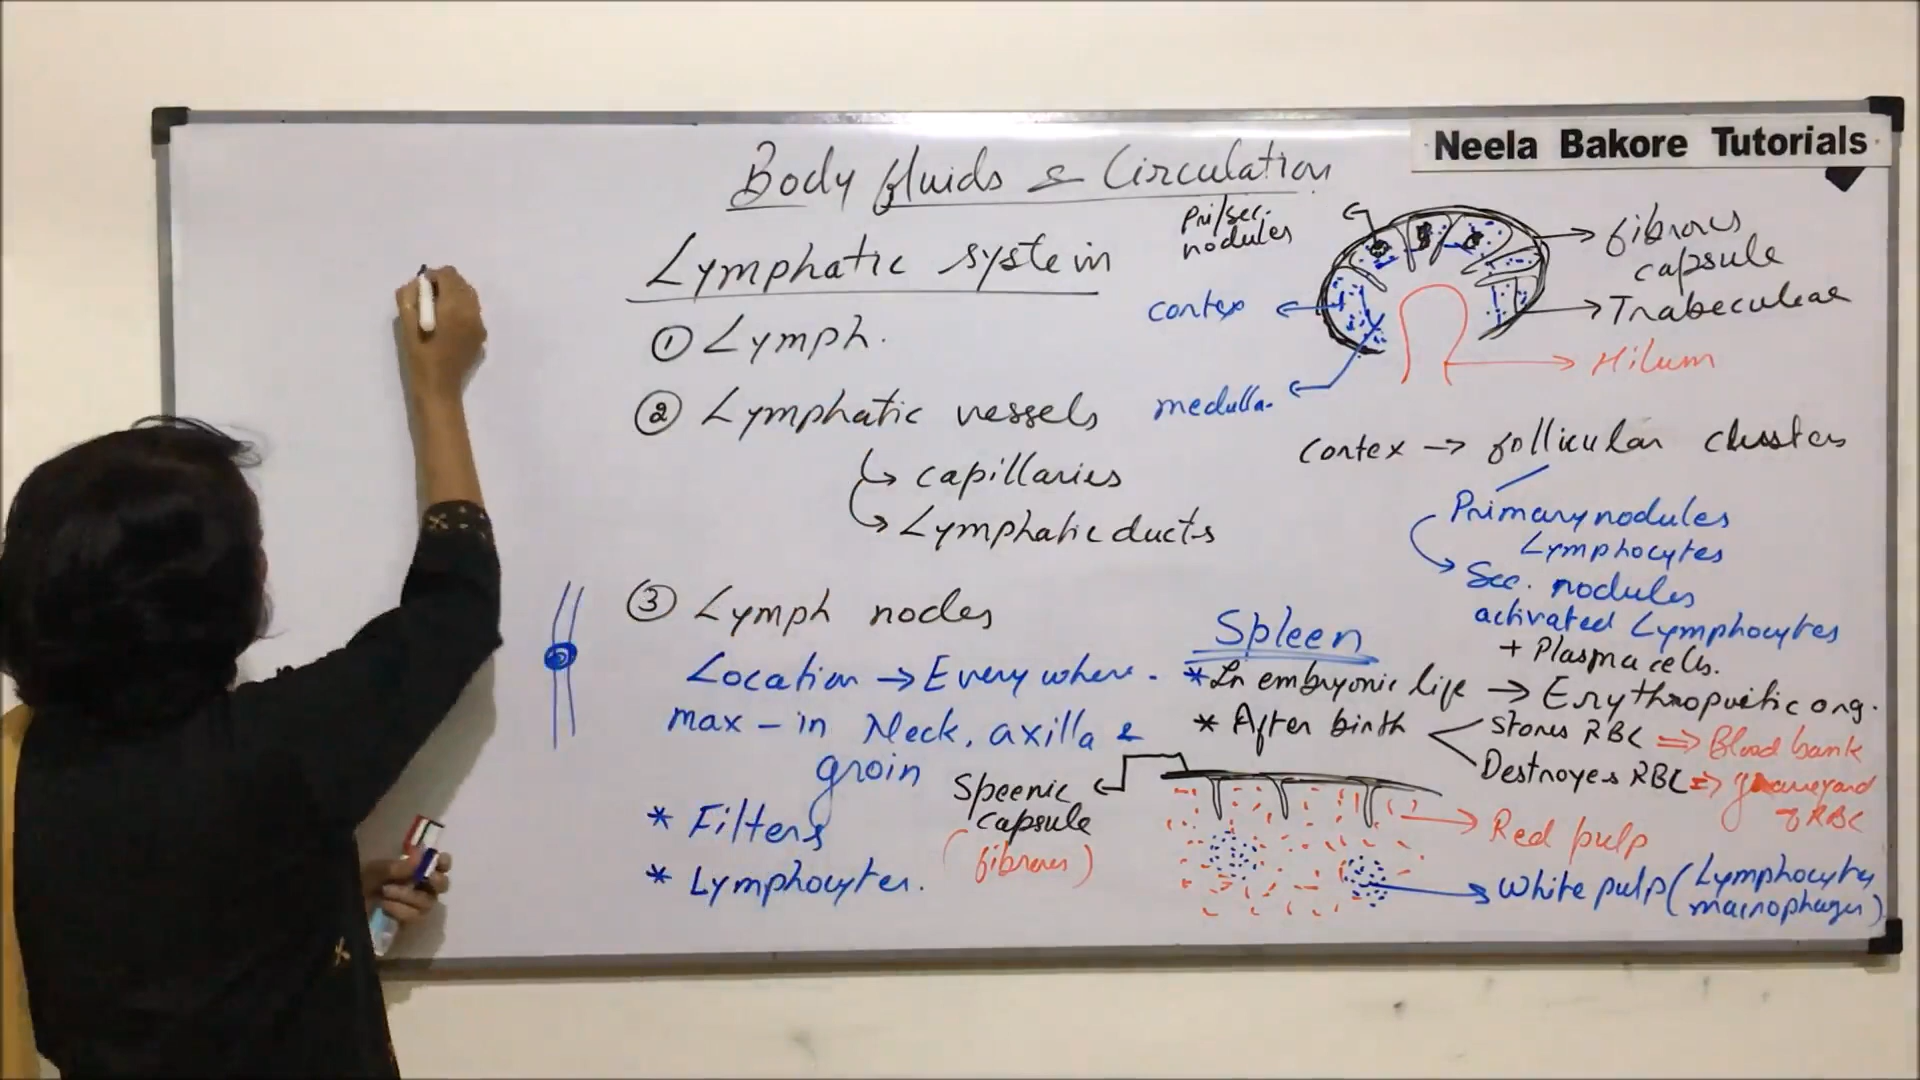 Neela Bakore Tutorials
Body fluids & Circulation
Lymphatic system
① Lymph.
② Lymphatic vessels
capillaries
Lymphatic ducts
③ Lymph nodes
Location → Everywhere.
max - in Neck, axilla &
groin
* Filters
* Lymphocytes.
Pri/sec.
nodules
fibrous
capsule
cortex
Trabeculae
Hilum
medulla.
cortex → follicular clusters
Primary nodules
Lymphocytes
Sec. nodules
activated Lymphocytes
+ Plasma cells.
Spleen
* In embryonic life → Erythropoietic org.
* After birth
Stores RBC ⇒ Blood bank
Destroyes RBC ⇒ graveyard
of RBC
Speenic
capsule
(fibrous)
Red pulp
White pulp (Lymphocytes
macrophages)